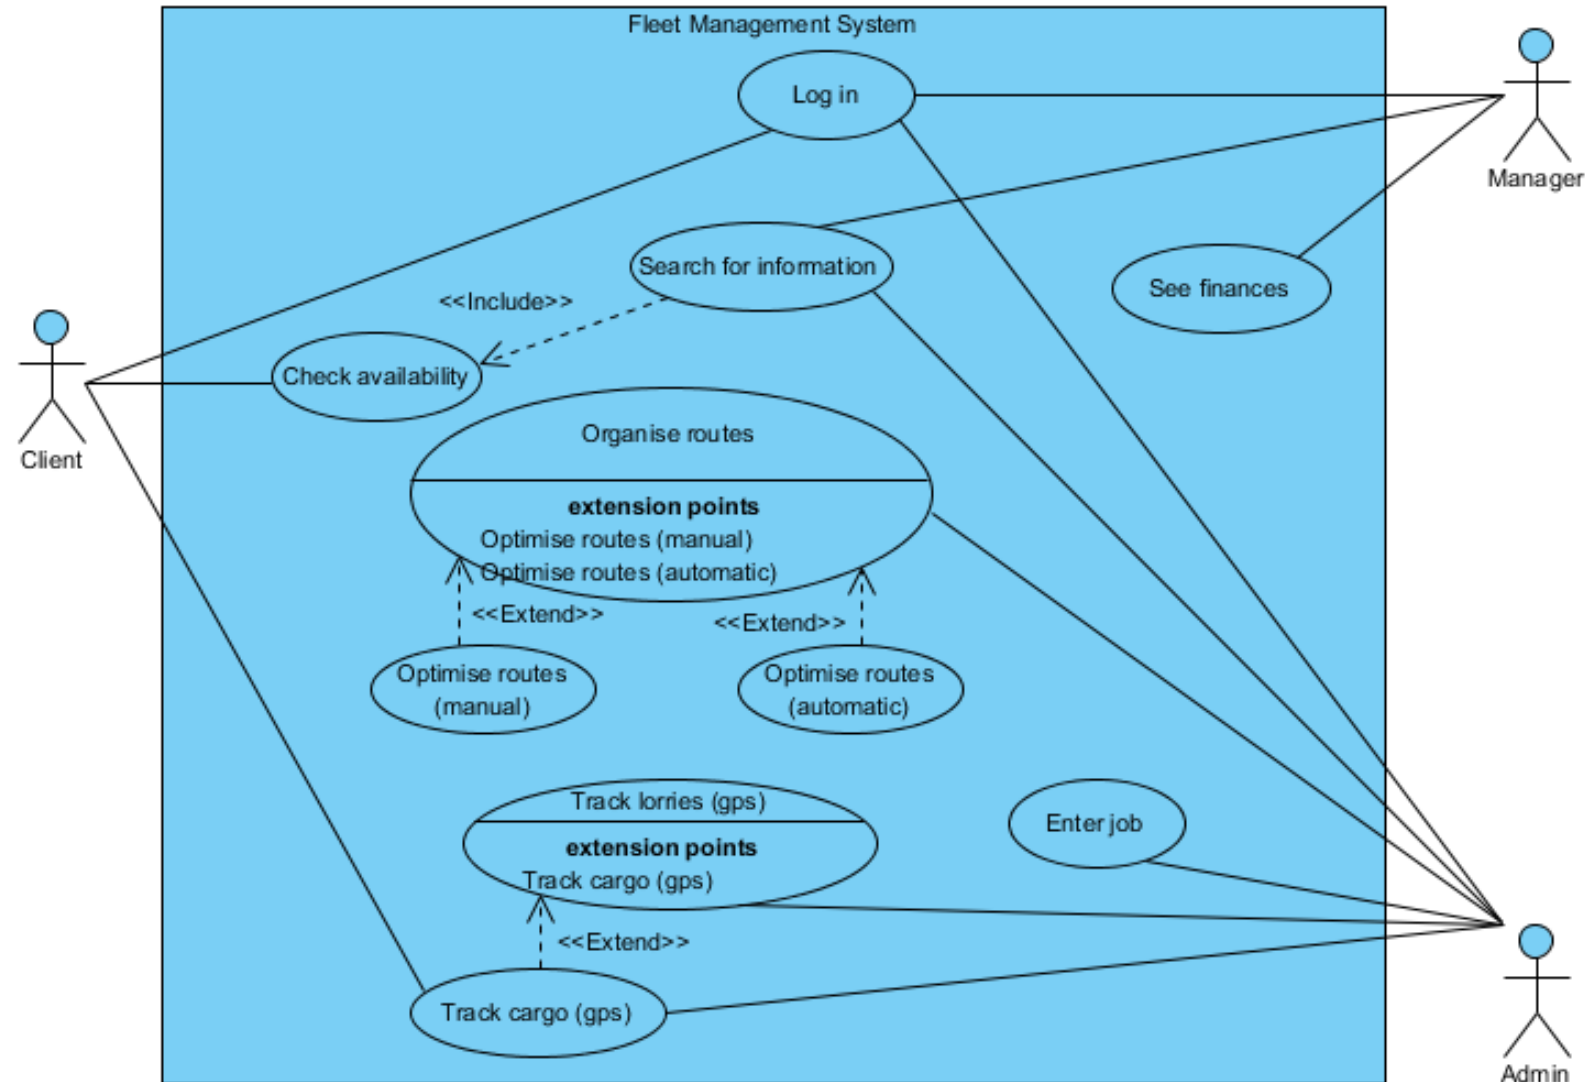 Fleet Management System
Log in
Manager
Search for information
See finances
<<Include>>
Check availability
Client
Organise routes
extension points
Optimise routes (manual)
Optimise routes (automatic)
<<Extend>>
<<Extend>>
Optimise routes
(manual)
Optimise routes
(automatic)
Track lorries (gps)
extension points
Track cargo (gps)
Enter job
<<Extend>>
Track cargo (gps)
Admin